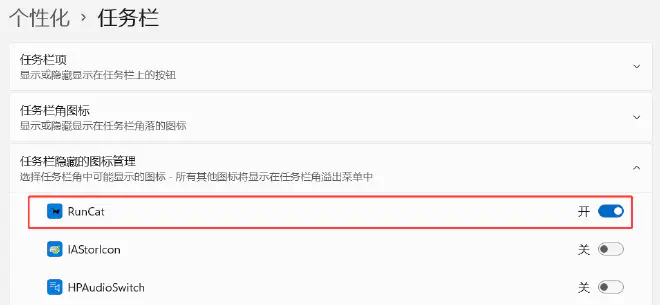 个性化 › 任务栏
任务栏项
显示或隐藏显示在任务栏上的按钮
任务栏角图标
显示或隐藏显示在任务栏角落的图标
任务栏隐藏的图标管理
选择任务栏角中可能显示的图标 - 所有其他图标将显示在任务栏角溢出菜单中
RunCat 开
IAStorIcon 关
HPAudioSwitch 关